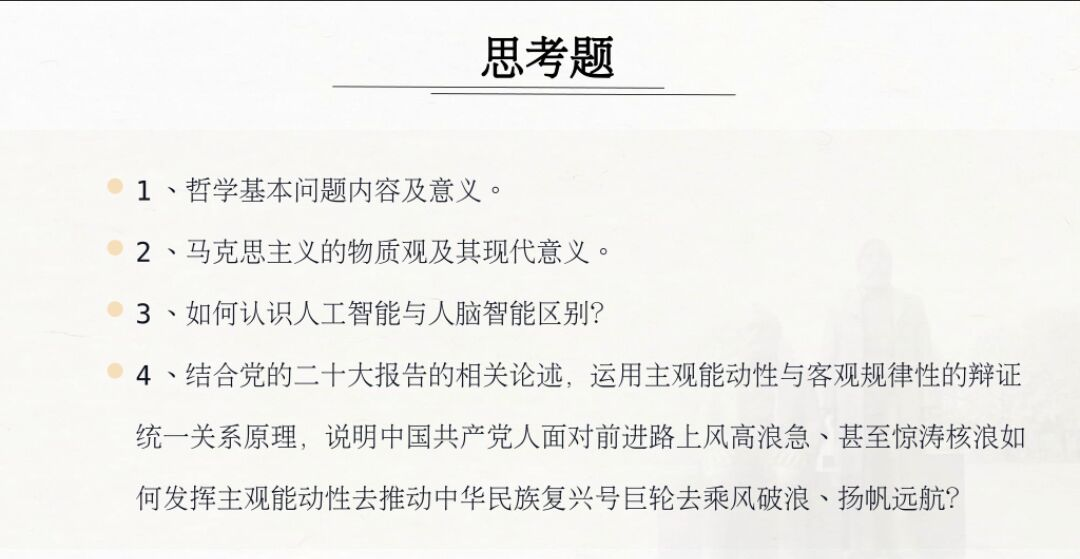 思考题
1、哲学基本问题内容及意义。
2、马克思主义的物质观及其现代意义。
3、如何认识人工智能与人脑智能区别?
4、结合党的二十大报告的相关论述，运用主观能动性与客观规律性的辩证
统一关系原理，说明中国共产党人面对前进路上风高浪急、甚至惊涛核浪如
何发挥主观能动性去推动中华民族复兴号巨轮去乘风破浪、扬帆远航?